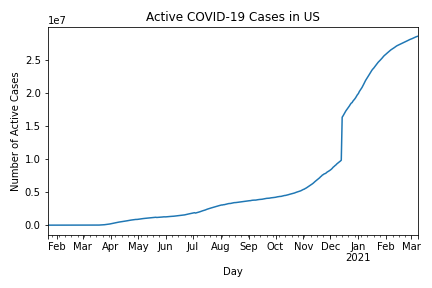 Active COVID-19 Cases in US
1e7
Number of Active Cases
2.5
2.0
1.5
1.0
0.5
0.0
Feb Mar Apr May Jun Jul Aug Sep Oct Nov Dec Jan Feb Mar
2021
Day